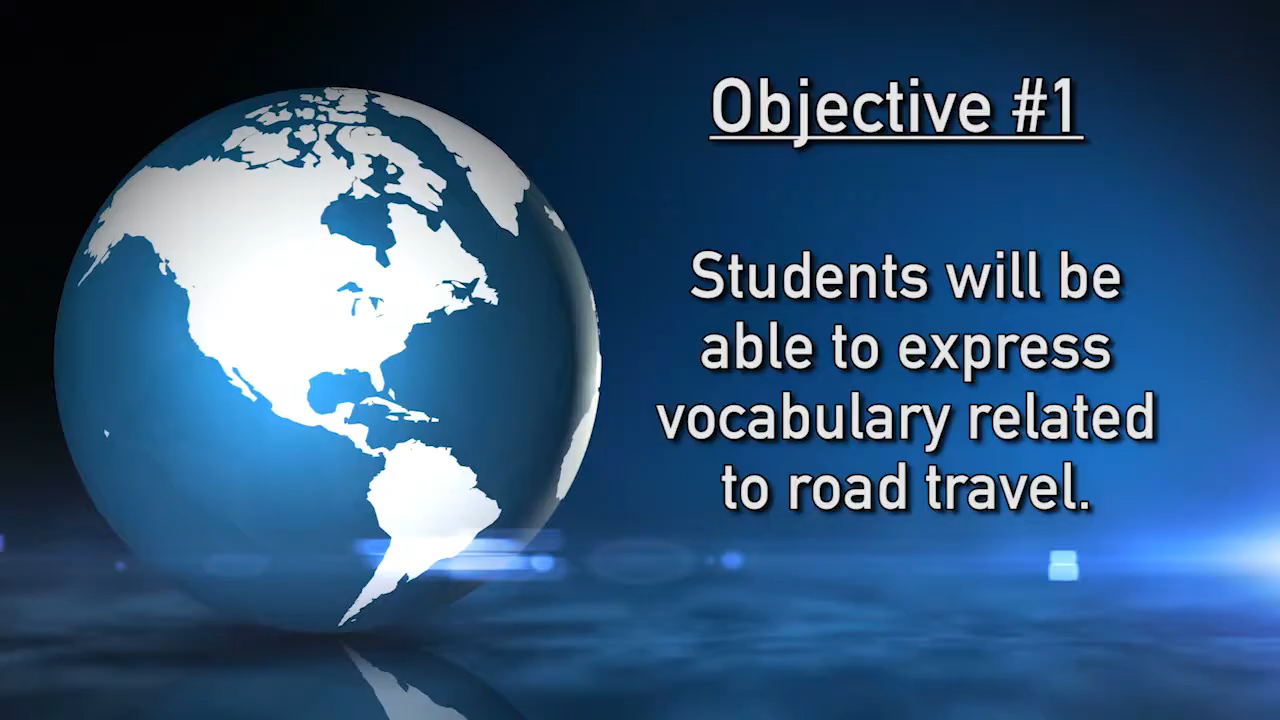 Objective #1
Students will be
able to express
vocabulary related
to road travel.